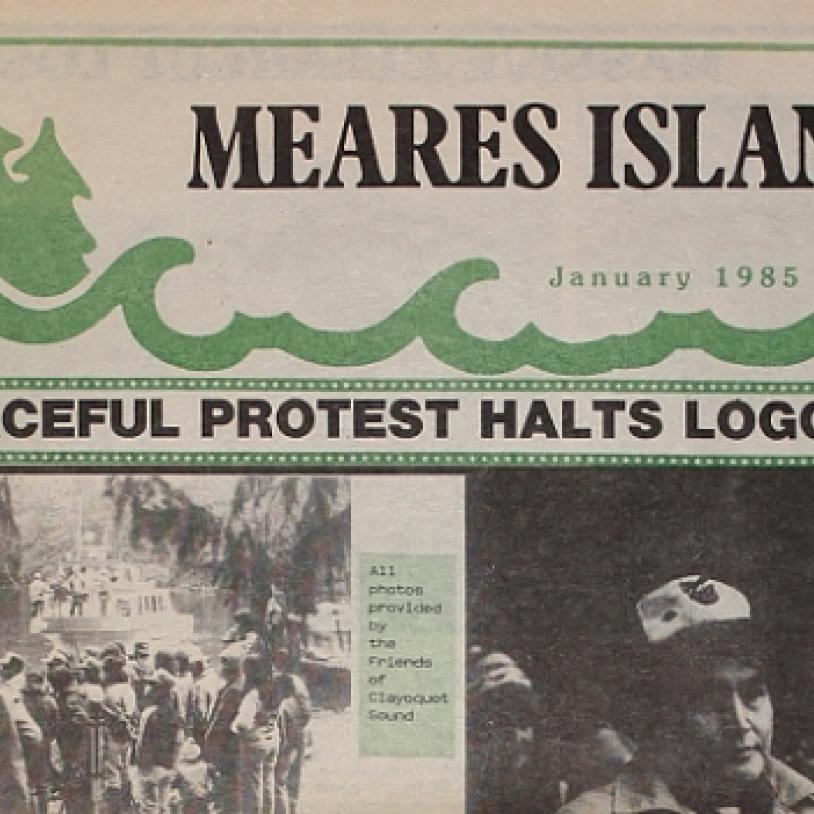 MEARES ISLAN
January 1985
CEFUL PROTEST HALTS LOGG
All
photos
provided
by
the
Friends
of
Clayoquot
Sound